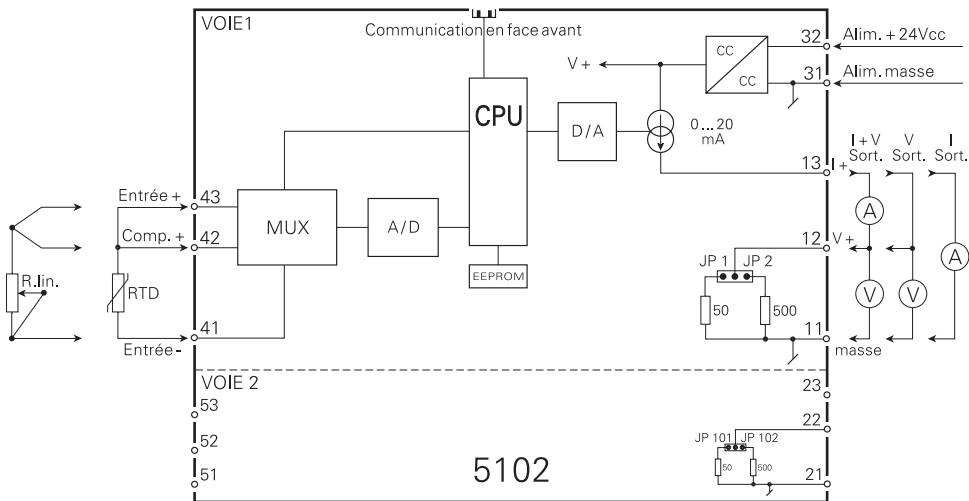 VOIE1
Communication en face avant
32
Alim. + 24Vcc
CC
V +
CC
31
Alim. masse
CPU
D/A
0 ... 20
mA
I + V
Sort.
V
Sort.
I
Sort.
13
I +
Entrée +
43
MUX
A/D
A
Comp. +
42
12
V +
A
EEPROM
JP 1
JP 2
R.lin.
RTD
50
500
V
V
41
11
Entrée -
masse
VOIE 2
23
53
22
52
JP 101
JP 102
51
5102
50
500
21